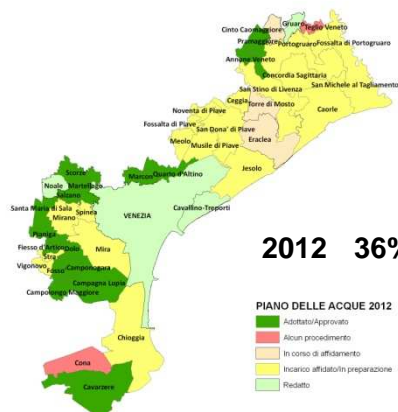 Cinto Caomaggiore
Gruaro
Teglio Veneto
Pramaggiore
Portogruaro
Fossalta di Portogruaro
Annone Veneto
Concordia Sagittaria
San Michele al Tagliamento
San Stino di Livenza
Ceggia
Torre di Mosto
Caorle
Noventa di Piave
Fossalta di Piave
San Dona' di Piave
Eraclea
Meolo
Musile di Piave
Jesolo
Scorzè
Marcon
Quarto d'Altino
Noale
Martellago
Salzano
Santa Maria di Sala
Spinea
Mirano
VENEZIA
Cavallino-Treporti
Pianiga
Fiesso d'Artico
Dolo
Mira
Stra
Vigonovo
Fosso'
Camponogara
Campagna Lupia
Campolongo Maggiore
Chioggia
Cona
Cavarzere
2012 36%
PIANO DELLE ACQUE 2012
Adottato/Approvato
Alcun procedimento
In corso di affidamento
Incarico affidato/In preparazione
Redatto